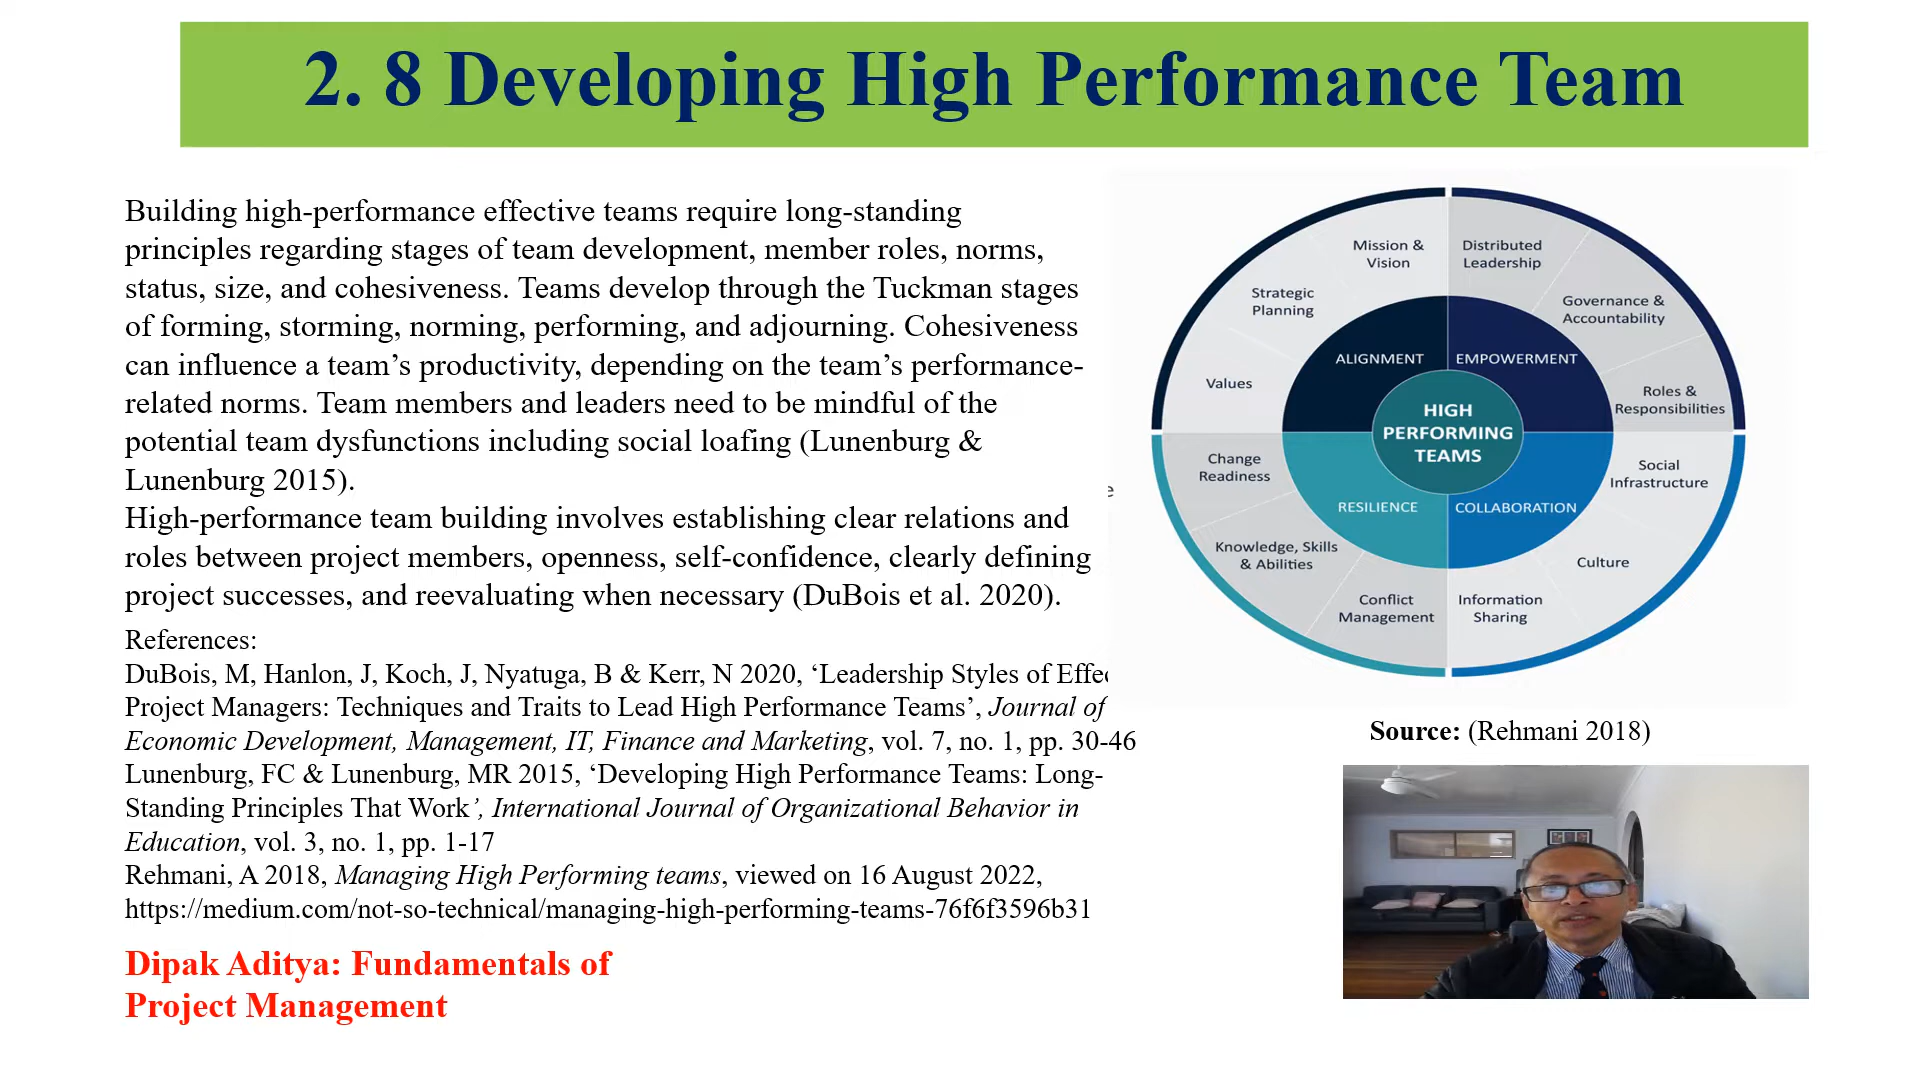 2. 8 Developing High Performance Team
Building high-performance effective teams require long-standing
principles regarding stages of team development, member roles, norms,
status, size, and cohesiveness. Teams develop through the Tuckman stages
of forming, storming, norming, performing, and adjourning. Cohesiveness
can influence a team’s productivity, depending on the team’s performance-
related norms. Team members and leaders need to be mindful of the
potential team dysfunctions including social loafing (Lunenburg &
Lunenburg 2015).
High-performance team building involves establishing clear relations and
roles between project members, openness, self-confidence, clearly defining
project successes, and reevaluating when necessary (DuBois et al. 2020).
References:
DuBois, M, Hanlon, J, Koch, J, Nyatuga, B & Kerr, N 2020, ‘Leadership Styles of Effec
Project Managers: Techniques and Traits to Lead High Performance Teams’, Journal of
Economic Development, Management, IT, Finance and Marketing, vol. 7, no. 1, pp. 30-46
Lunenburg, FC & Lunenburg, MR 2015, ‘Developing High Performance Teams: Long-
Standing Principles That Work’, International Journal of Organizational Behavior in
Education, vol. 3, no. 1, pp. 1-17
Rehmani, A 2018, Managing High Performing teams, viewed on 16 August 2022,
https://medium.com/not-so-technical/managing-high-performing-teams-76f6f3596b31
Dipak Aditya: Fundamentals of
Project Management
e
Mission &
Vision
Distributed
Leadership
Strategic
Planning
Governance &
Accountability
ALIGNMENT
EMPOWERMENT
Values
Roles &
Responsibilities
HIGH
PERFORMING
TEAMS
Change
Readiness
Social
Infrastructure
RESILIENCE
COLLABORATION
Knowledge, Skills
& Abilities
Culture
Conflict
Management
Information
Sharing
Source: (Rehmani 2018)